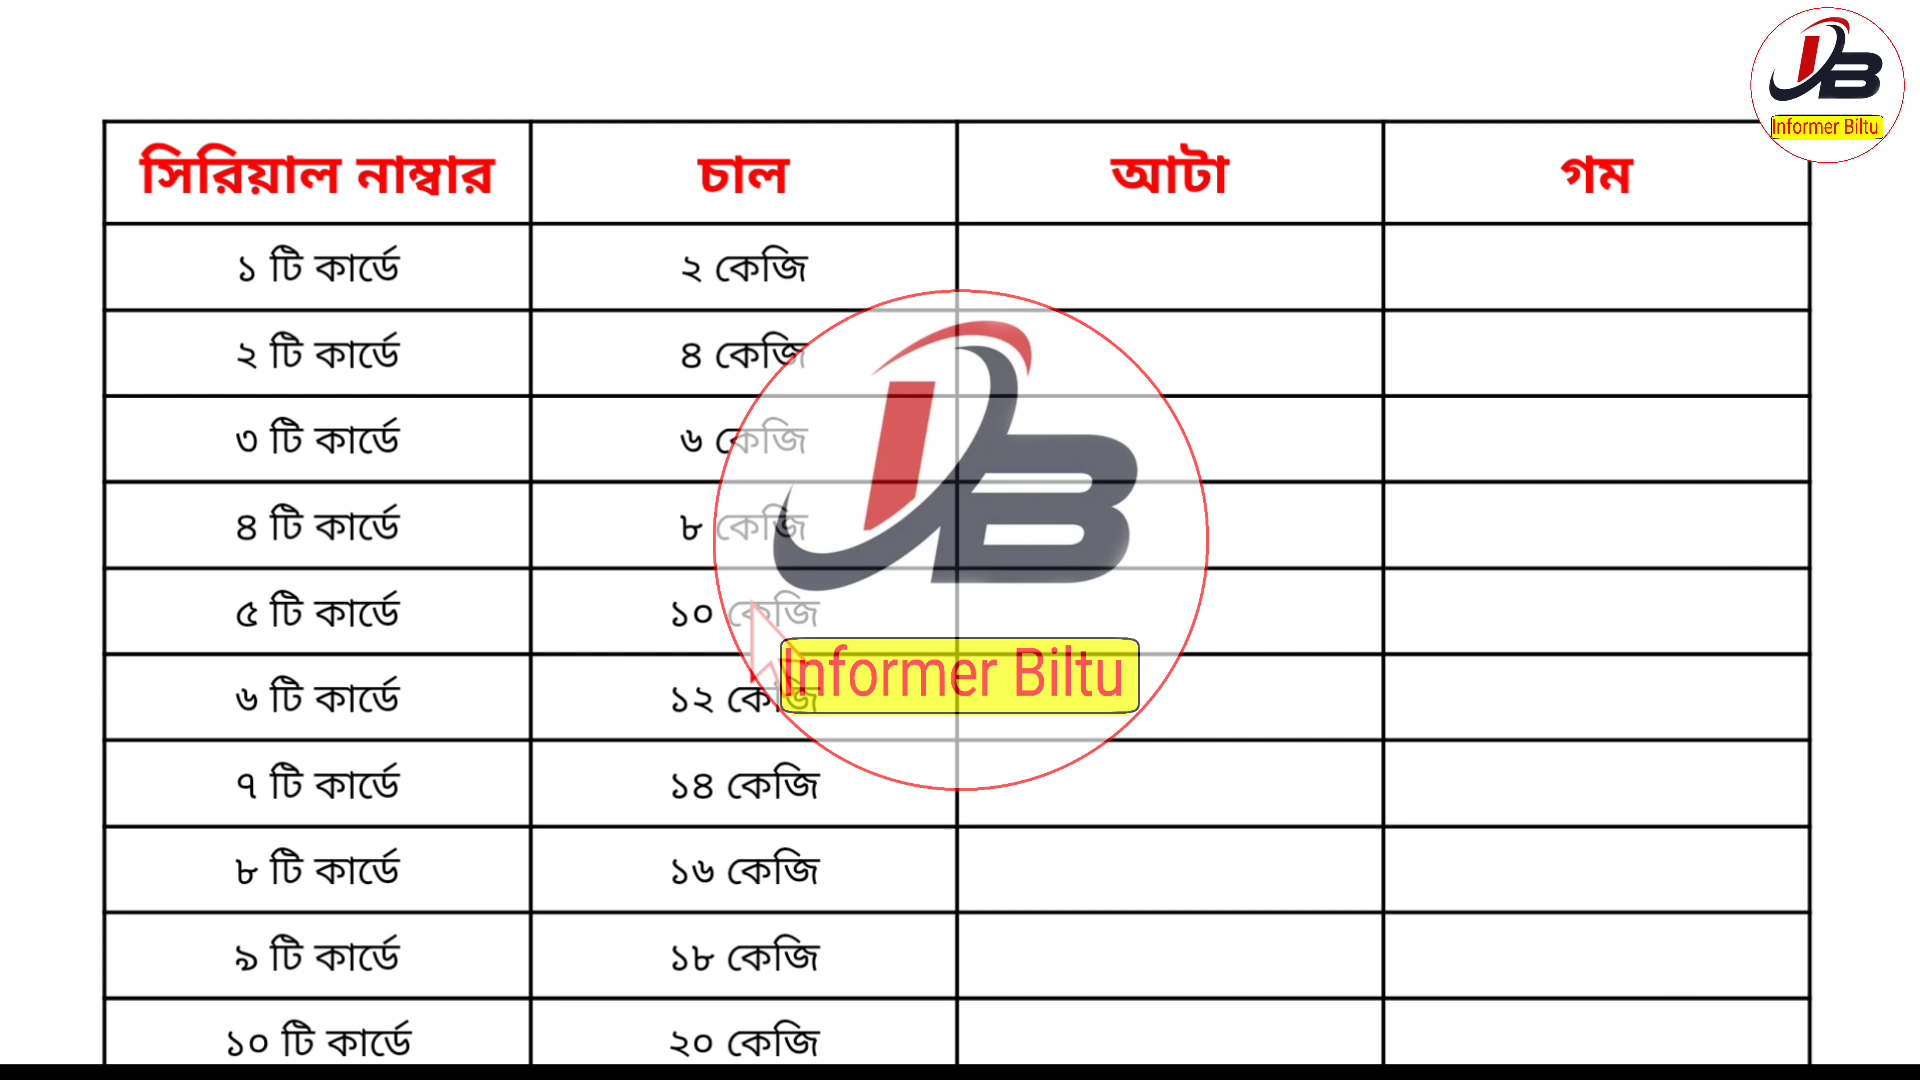 Informer Biltu
সিরিয়াল নাম্বার চাল আটা গম
১ টি কার্ডে ২ কেজি
২ টি কার্ডে ৪ কেজি
৩ টি কার্ডে ৬ কেজি
৪ টি কার্ডে ৮ কেজি
৫ টি কার্ডে ১০ কেজি
৬ টি কার্ডে ১২ কেজি
Informer Biltu
৭ টি কার্ডে ১৪ কেজি
৮ টি কার্ডে ১৬ কেজি
৯ টি কার্ডে ১৮ কেজি
১০ টি কার্ডে ২০ কেজি